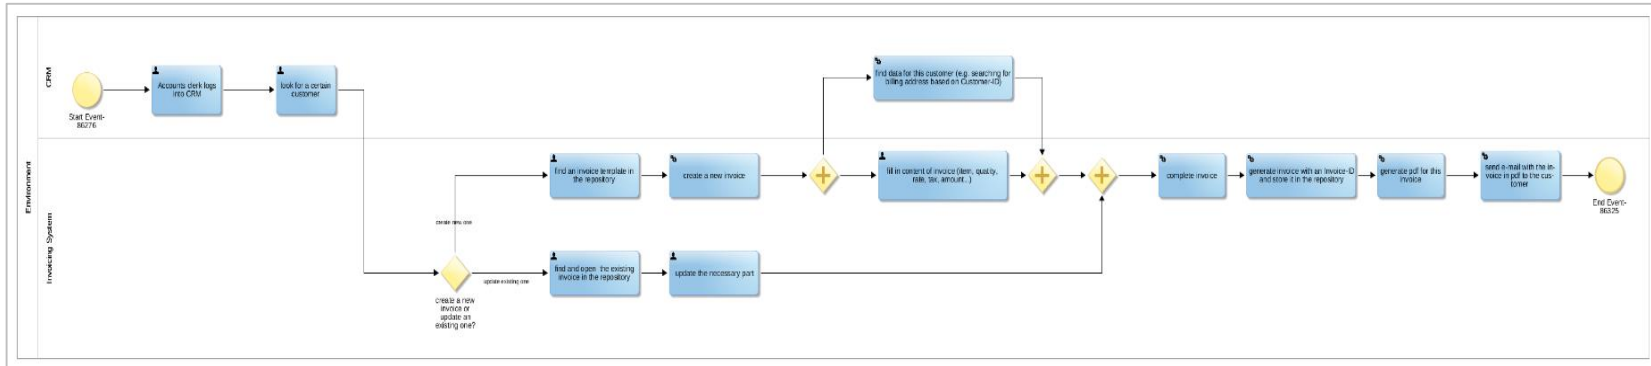 Environment
CRM
Invoicing System
Start Event-
86276
Accounts clerk logs
into CRM
look for a certain
customer
create a new
invoice or
update an
existing one?
create new one
update existing one
find an invoice template in
the repository
create a new invoice
find data for this customer (e.g. searching for
billing address based on Customer-ID)
fill in content of invoice (item, quality,
rate, tax, amount...)
find and open the existing
invoice in the repository
update the necessary part
complete invoice
generate invoice with an Invoice-ID
and store it in the repository
generate pdf for this
invoice
send e-mail with the in-
voice in pdf to the cus-
tomer
End Event-
86325